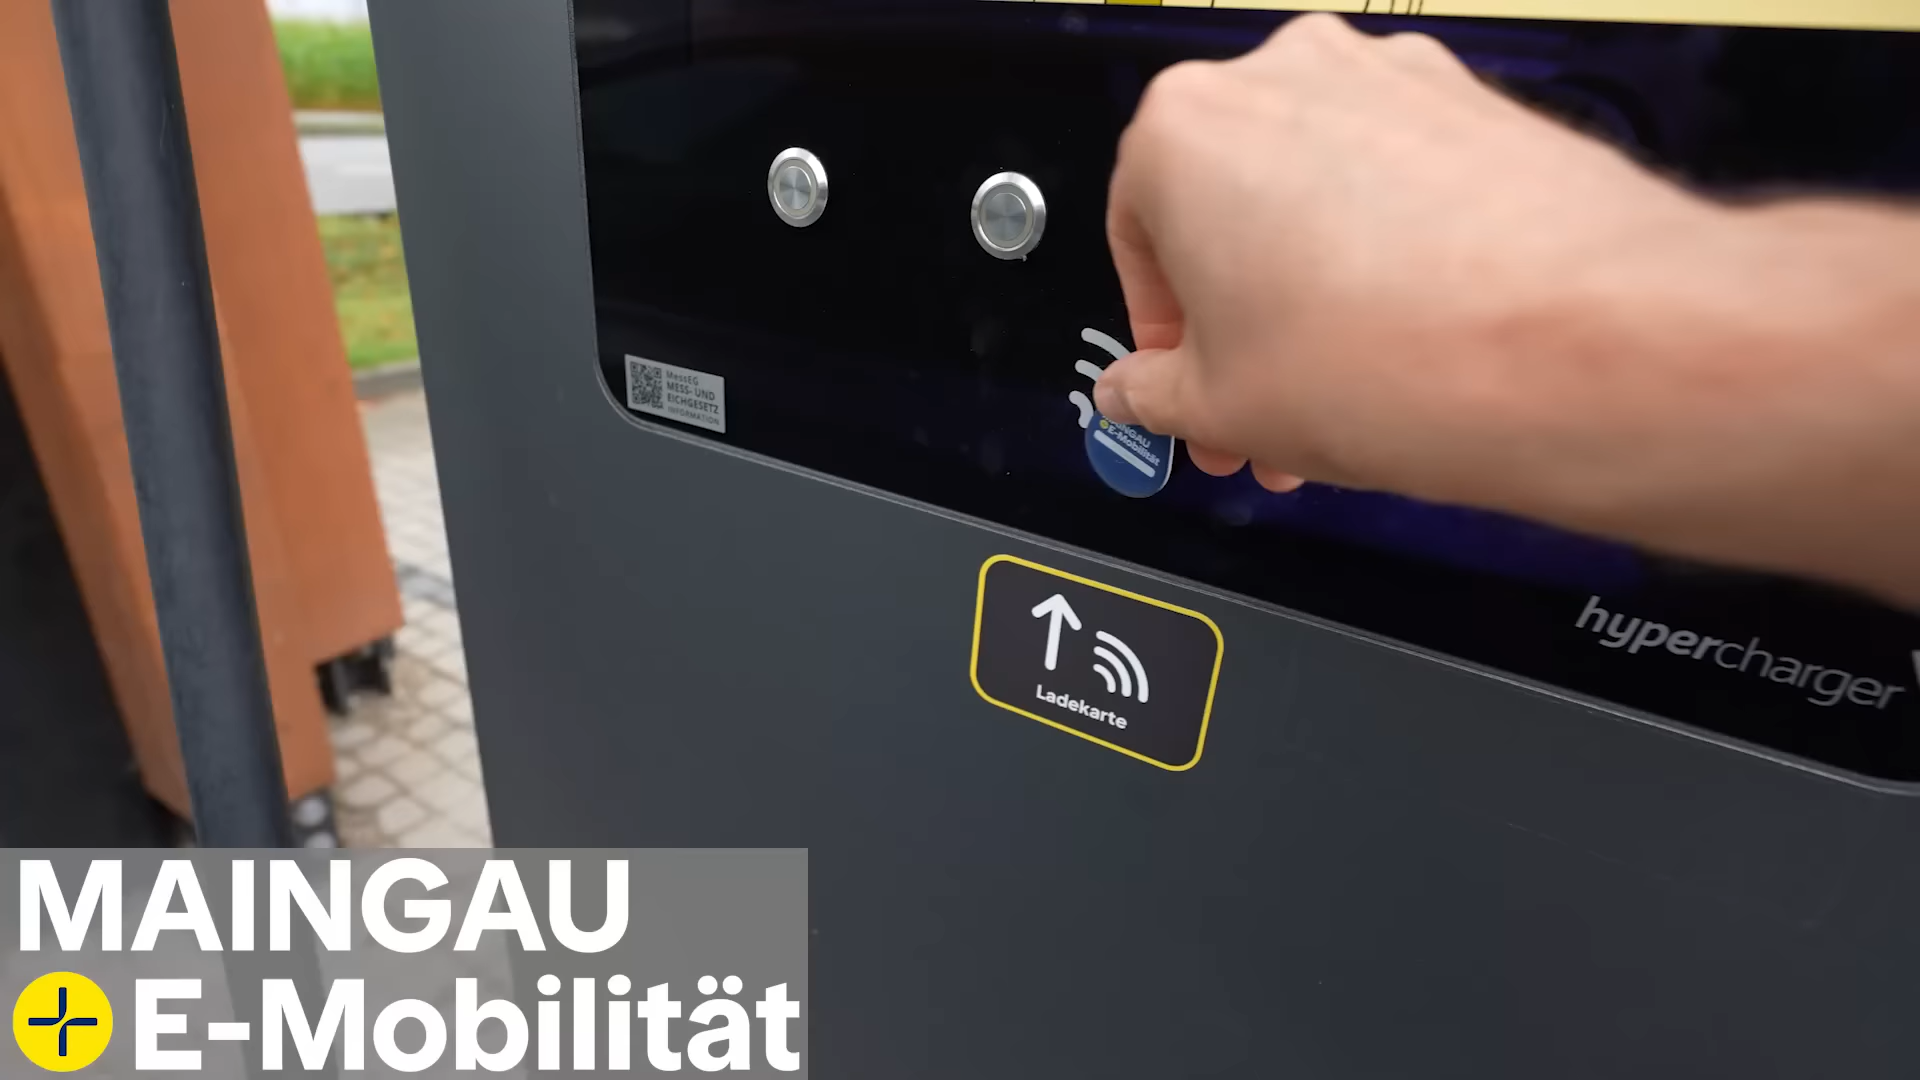 MessEG
MESS- UND
EICHGESETZ
INFORMATION
MAINGAU
E-Mobilität
hypercharger
Ladekarte
MAINGAU
E-Mobilität